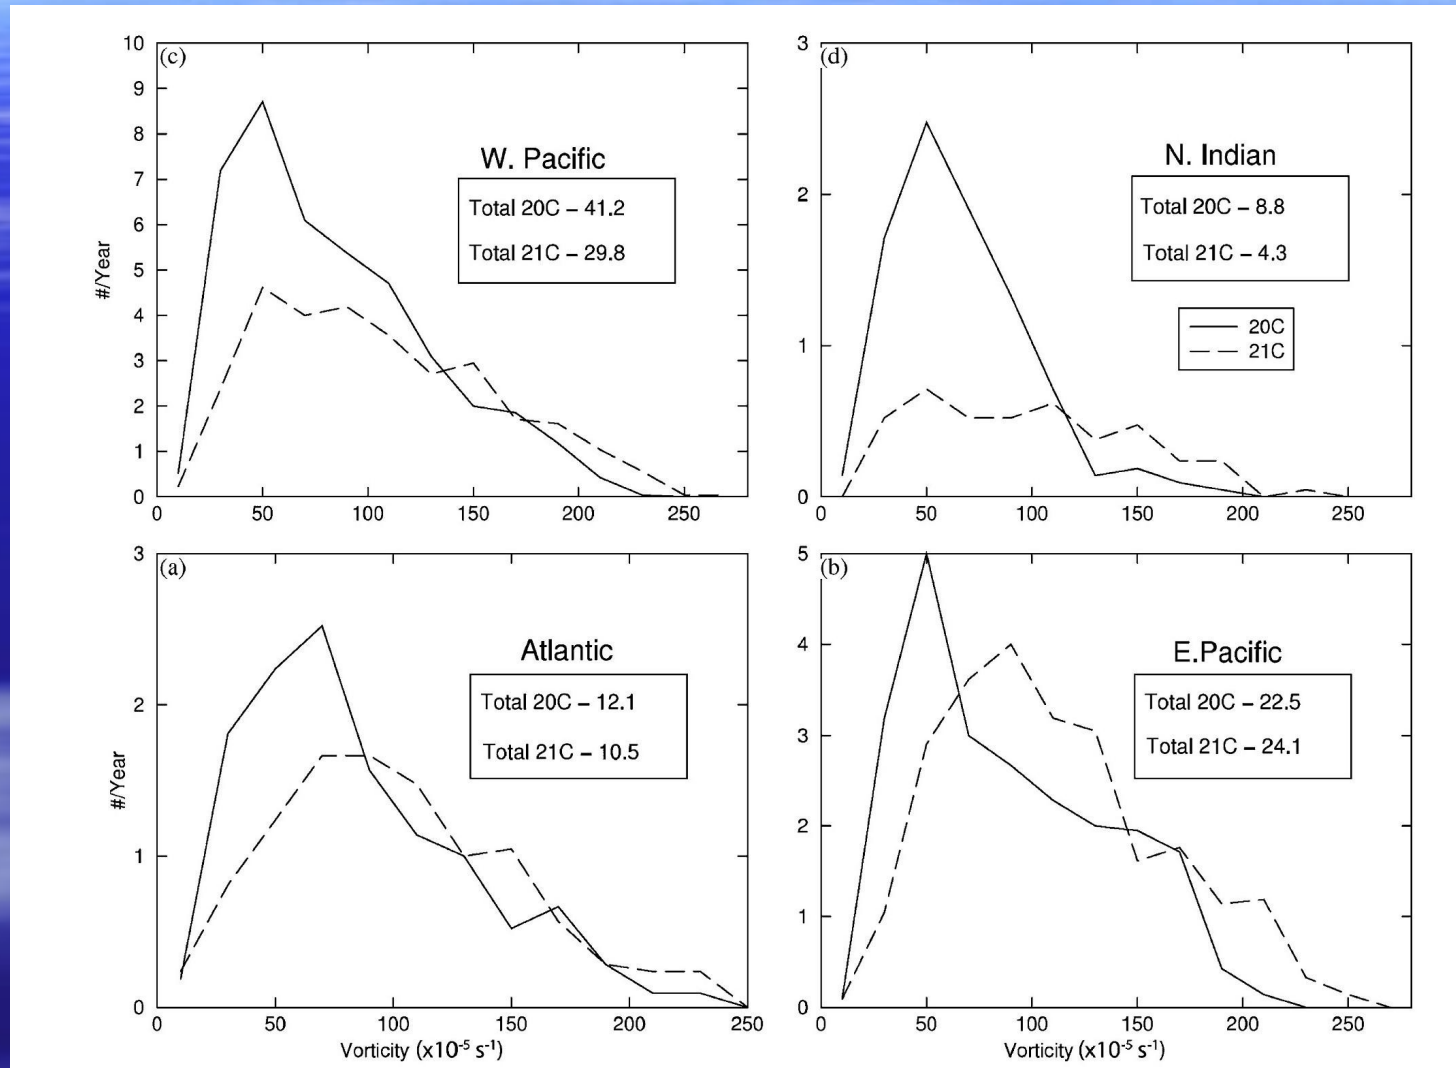 (c)
W. Pacific
Total 20C – 41.2
Total 21C – 29.8
#/Year
10
9
8
7
6
5
4
3
2
1
0
0 50 100 150 200 250
(d)
N. Indian
Total 20C – 8.8
Total 21C – 4.3
20C
21C
3
2
1
0
0 50 100 150 200 250
(a)
Atlantic
Total 20C – 12.1
Total 21C – 10.5
#/Year
3
2
1
0
0 50 100 150 200 250
Vorticity (x10⁻⁵ s⁻¹)
(b)
E.Pacific
Total 20C – 22.5
Total 21C – 24.1
5
4
3
2
1
0
0 50 100 150 200 250
Vorticity (x10⁻⁵ s⁻¹)